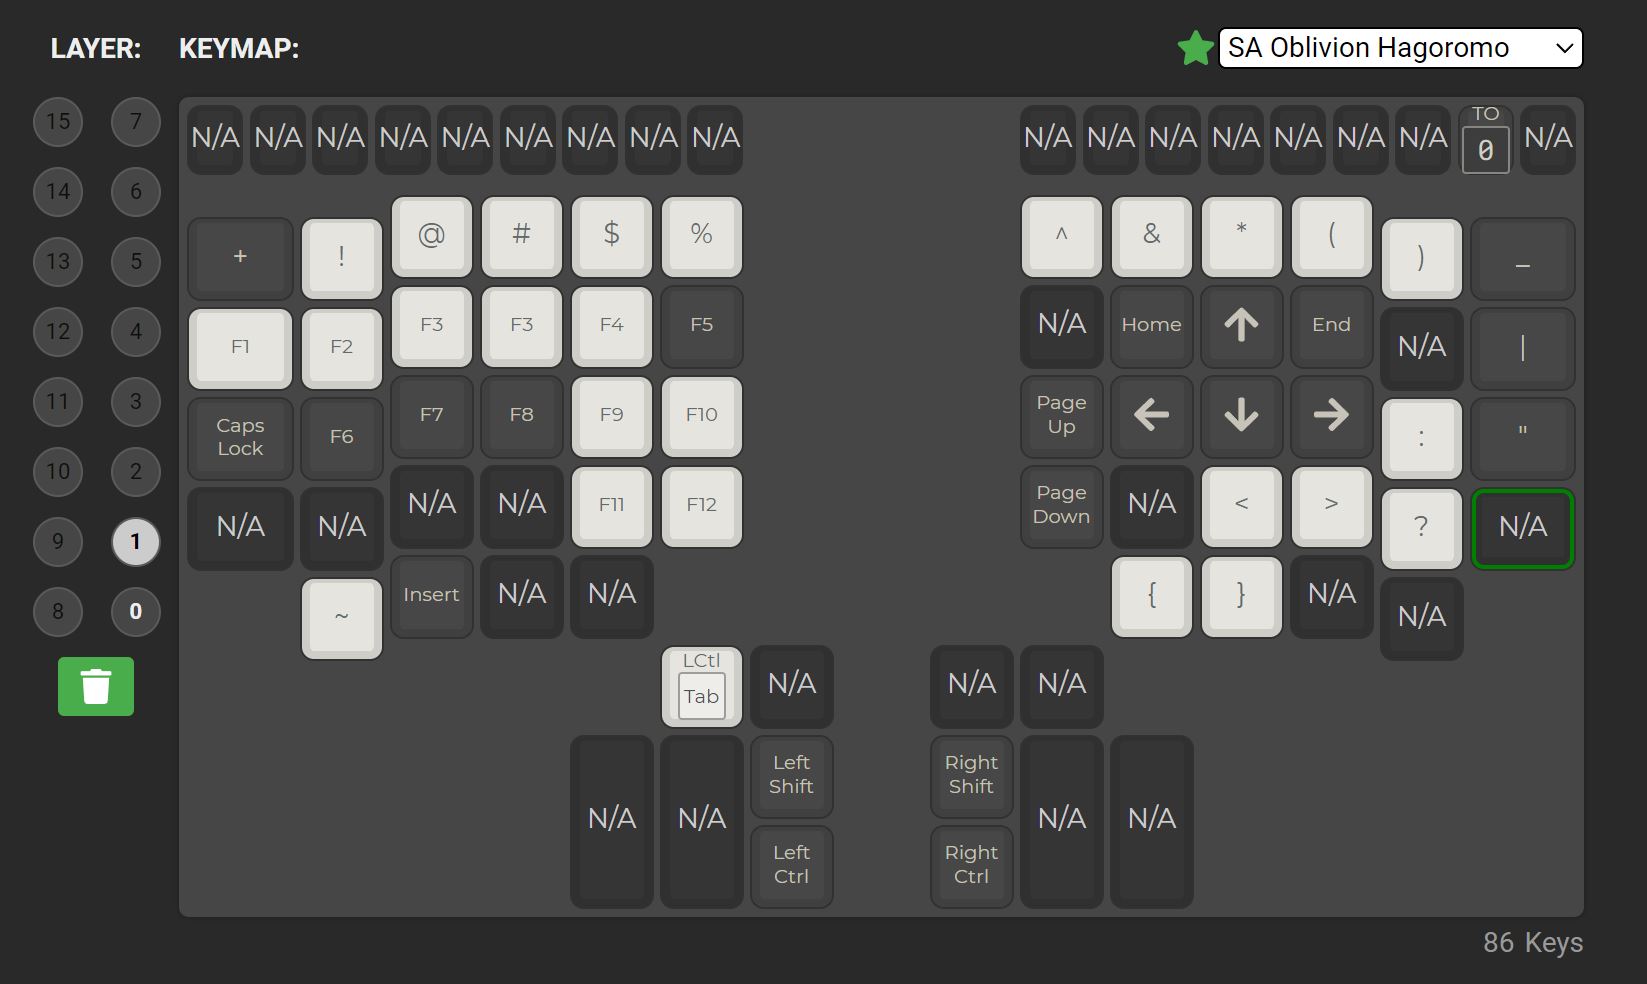 LAYER: KEYMAP: SA Oblivion Hagoromo
15 7
14 6
13 5
12 4
11 3
10 2
9 1
8 0
N/A N/A N/A N/A N/A N/A N/A N/A N/A N/A N/A N/A N/A N/A N/A N/A TO 0 N/A
+ ! @ # $ % ^ & * ( ) _
F1 F2 F3 F3 F4 F5 N/A Home ↑ End N/A |
Caps Lock F6 F7 F8 F9 F10 Page Up ← ↓ → : "
N/A N/A N/A N/A F11 F12 Page Down N/A < > ? N/A
~ Insert N/A N/A { } N/A N/A
LCtl Tab N/A N/A N/A
N/A N/A Left Shift Right Shift N/A N/A
Left Ctrl Right Ctrl
86 Keys